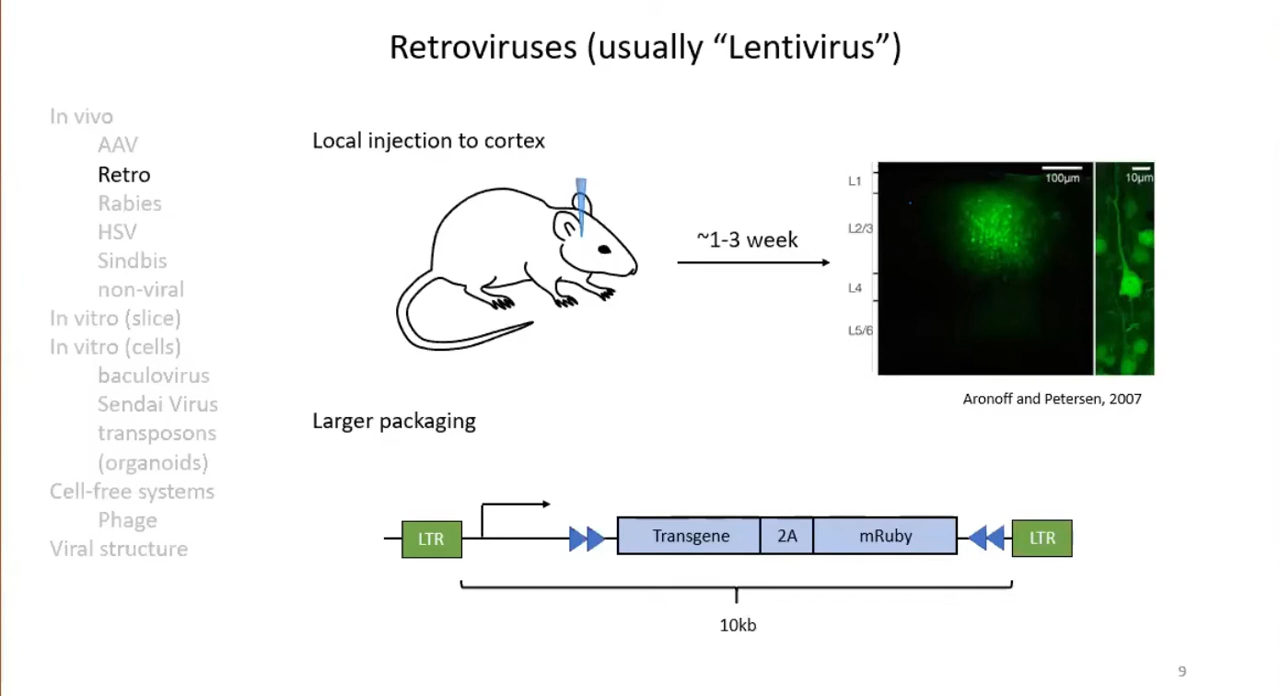 Retroviruses (usually “Lentivirus”)
In vivo
AAV
Retro
Rabies
HSV
Sindbis
non-viral
In vitro (slice)
In vitro (cells)
baculovirus
Sendai Virus
transposons
(organoids)
Cell-free systems
Phage
Viral structure
Local injection to cortex
~1-3 week
L1
L2/3
L4
L5/6
100µm
10µm
Aronoff and Petersen, 2007
Larger packaging
LTR
Transgene
2A
mRuby
LTR
10kb
9